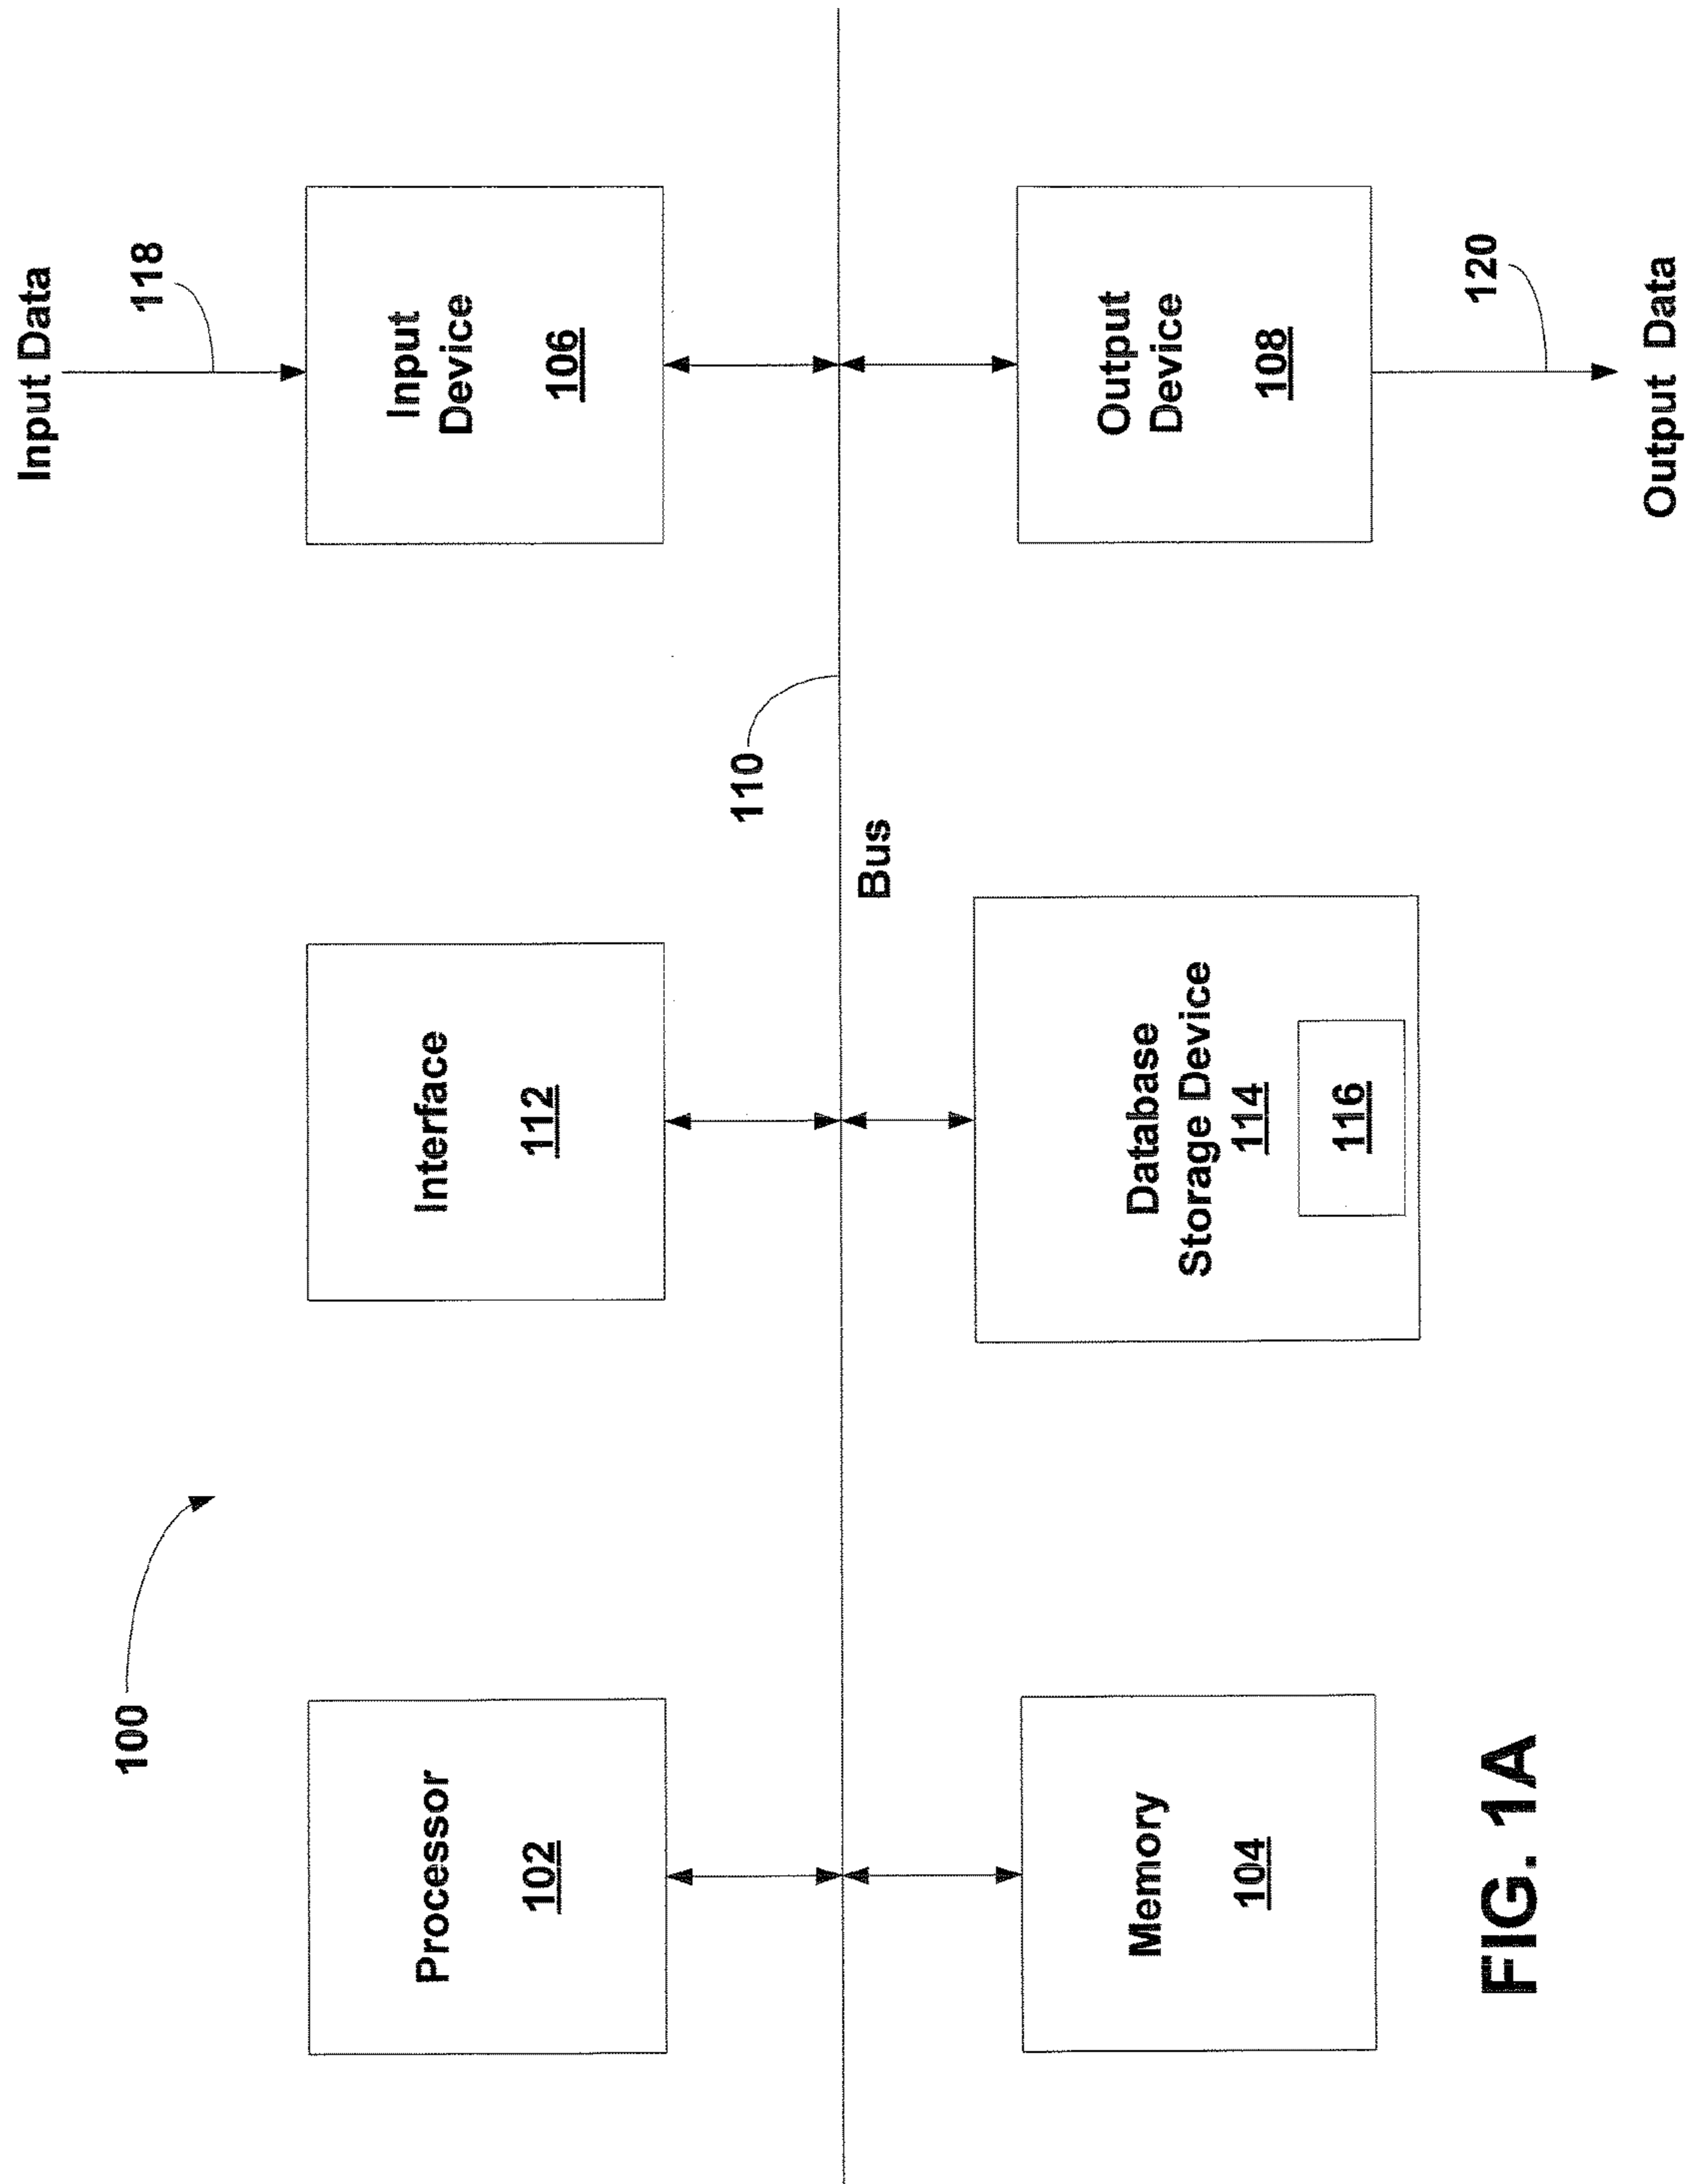 100
Processor
102
Interface
112
Input Data
118
Input
Device
106
110
Bus
Memory
104
Database
Storage Device
114
116
Output
Device
108
120
Output Data
FIG. 1A